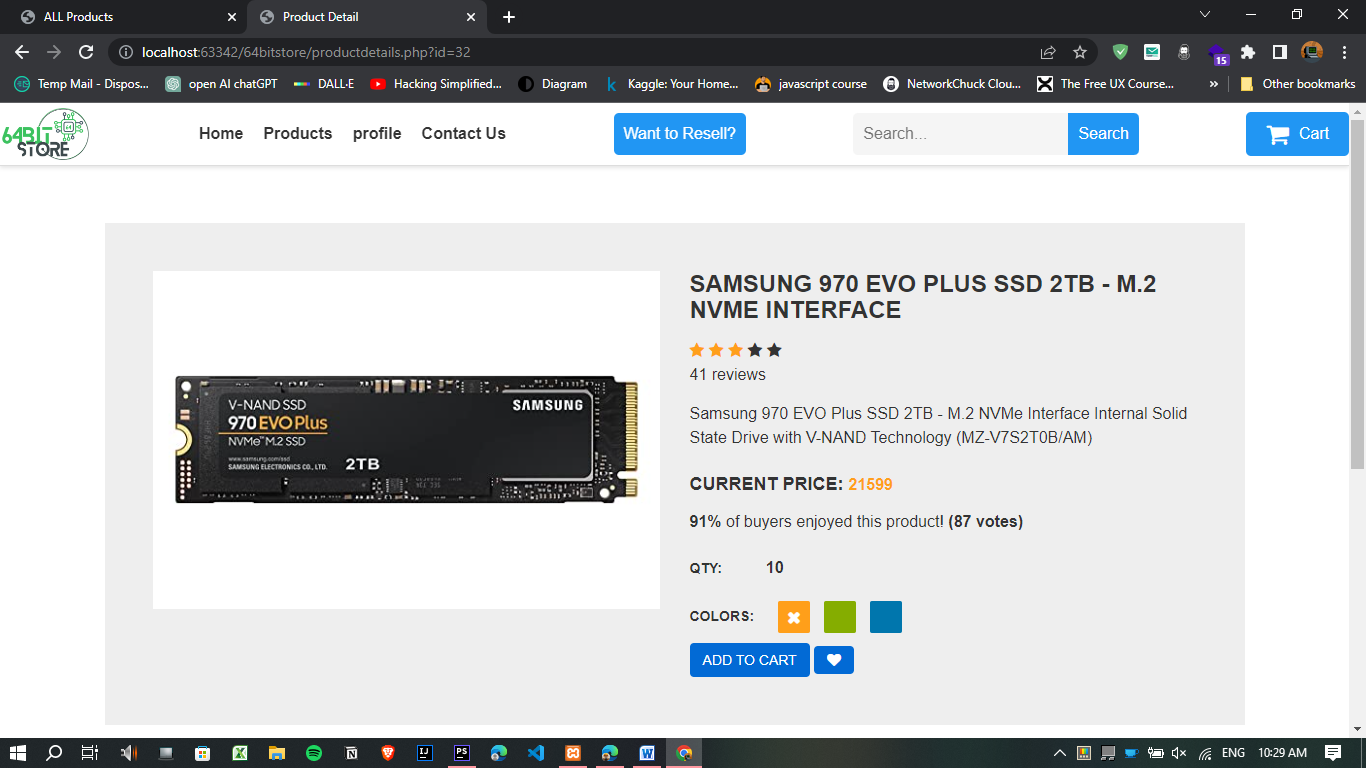 ALL Products
Product Detail
localhost:63342/64bitstore/productdetails.php?id=32
15
Temp Mail - Dispos...
open AI chatGPT
DALL·E
Hacking Simplified...
Diagram
Kaggle: Your Home...
javascript course
NetworkChuck Clou...
The Free UX Course...
»
Other bookmarks
64BIT
STORE
Home
Products
profile
Contact Us
Want to Resell?
Search...
Search
Cart
V-NAND SSD
SAMSUNG
970 EVO Plus
NVMe™ M.2 SSD
www.samsung.com/ssd
SAMSUNG ELECTRONICS CO., LTD.
2TB
SAMSUNG 970 EVO PLUS SSD 2TB - M.2
NVME INTERFACE
41 reviews
Samsung 970 EVO Plus SSD 2TB - M.2 NVMe Interface Internal Solid
State Drive with V-NAND Technology (MZ-V7S2T0B/AM)
CURRENT PRICE: 21599
91% of buyers enjoyed this product! (87 votes)
QTY: 10
COLORS:
ADD TO CART
ENG
10:29 AM